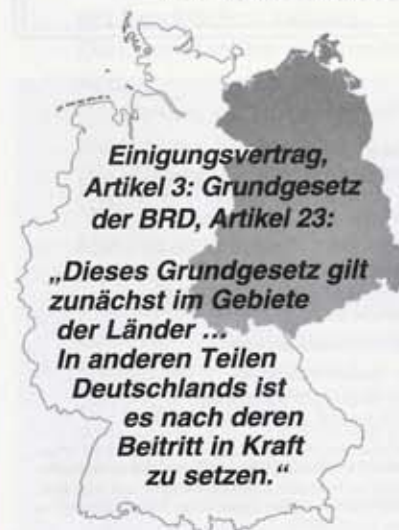 Einigungsvertrag,
Artikel 3: Grundgesetz
der BRD, Artikel 23:
„Dieses Grundgesetz gilt
zunächst im Gebiete
der Länder ...
In anderen Teilen
Deutschlands ist
es nach deren
Beitritt in Kraft
zu setzen.“